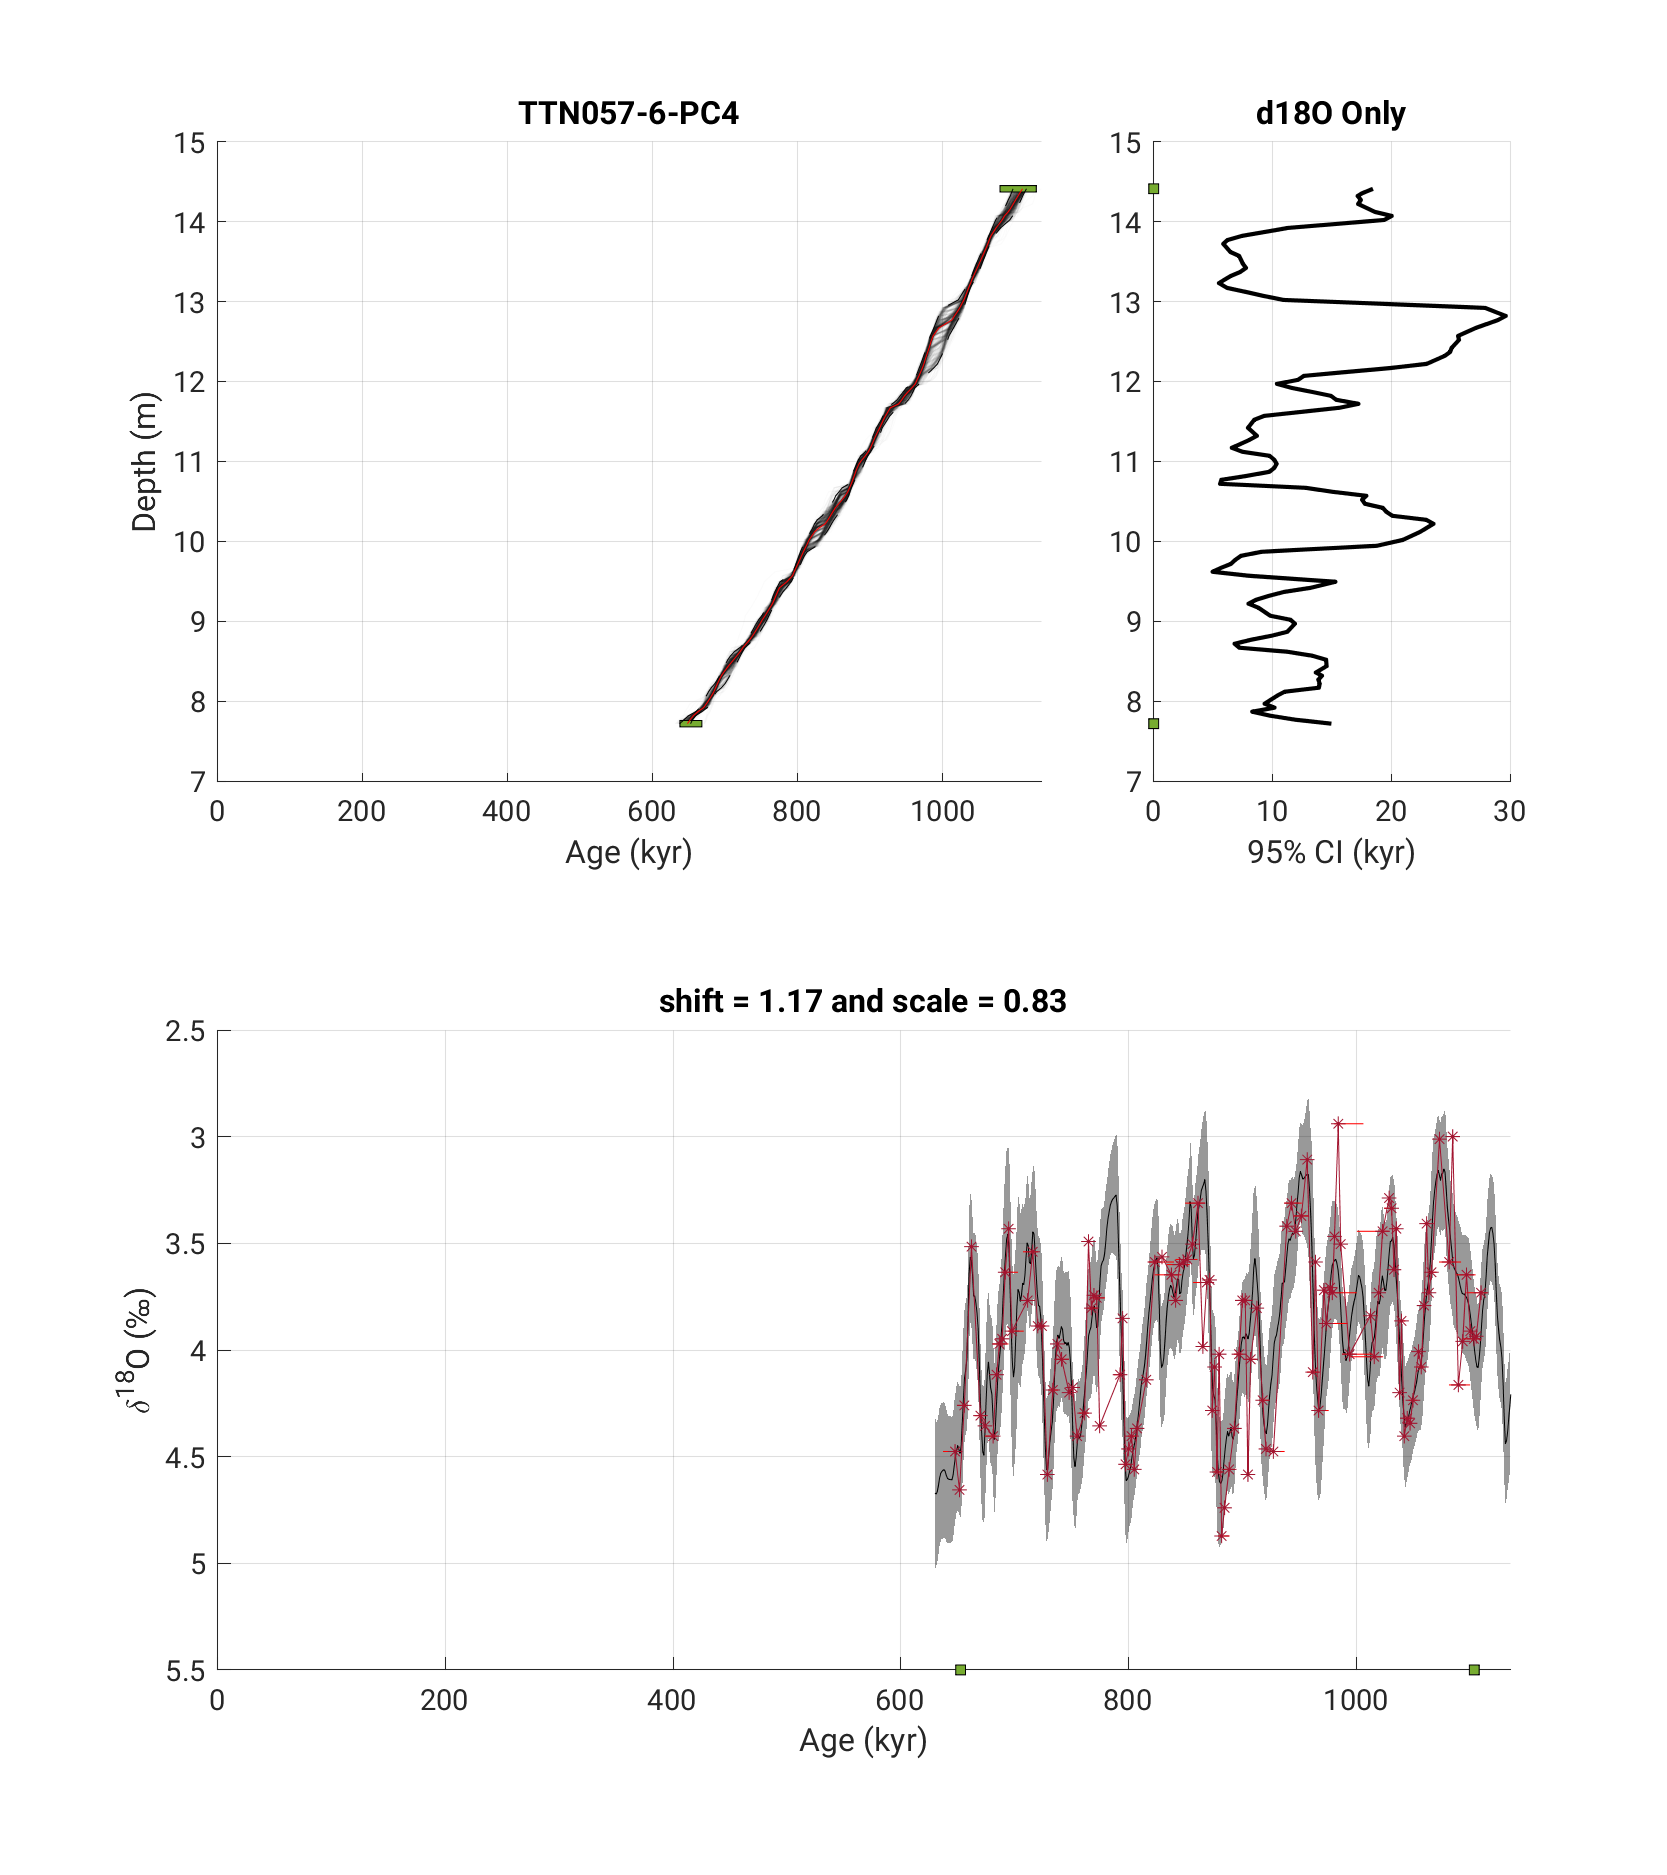 TTN057-6-PC4
15
14
13
12
11
10
9
8
7
Depth (m)
0 200 400 600 800 1000
Age (kyr)
d18O Only
15
14
13
12
11
10
9
8
7
0 10 20 30
95% CI (kyr)
shift = 1.17 and scale = 0.83
2.5
3
3.5
4
4.5
5
5.5
δ¹⁸O (‰)
0 200 400 600 800 1000
Age (kyr)